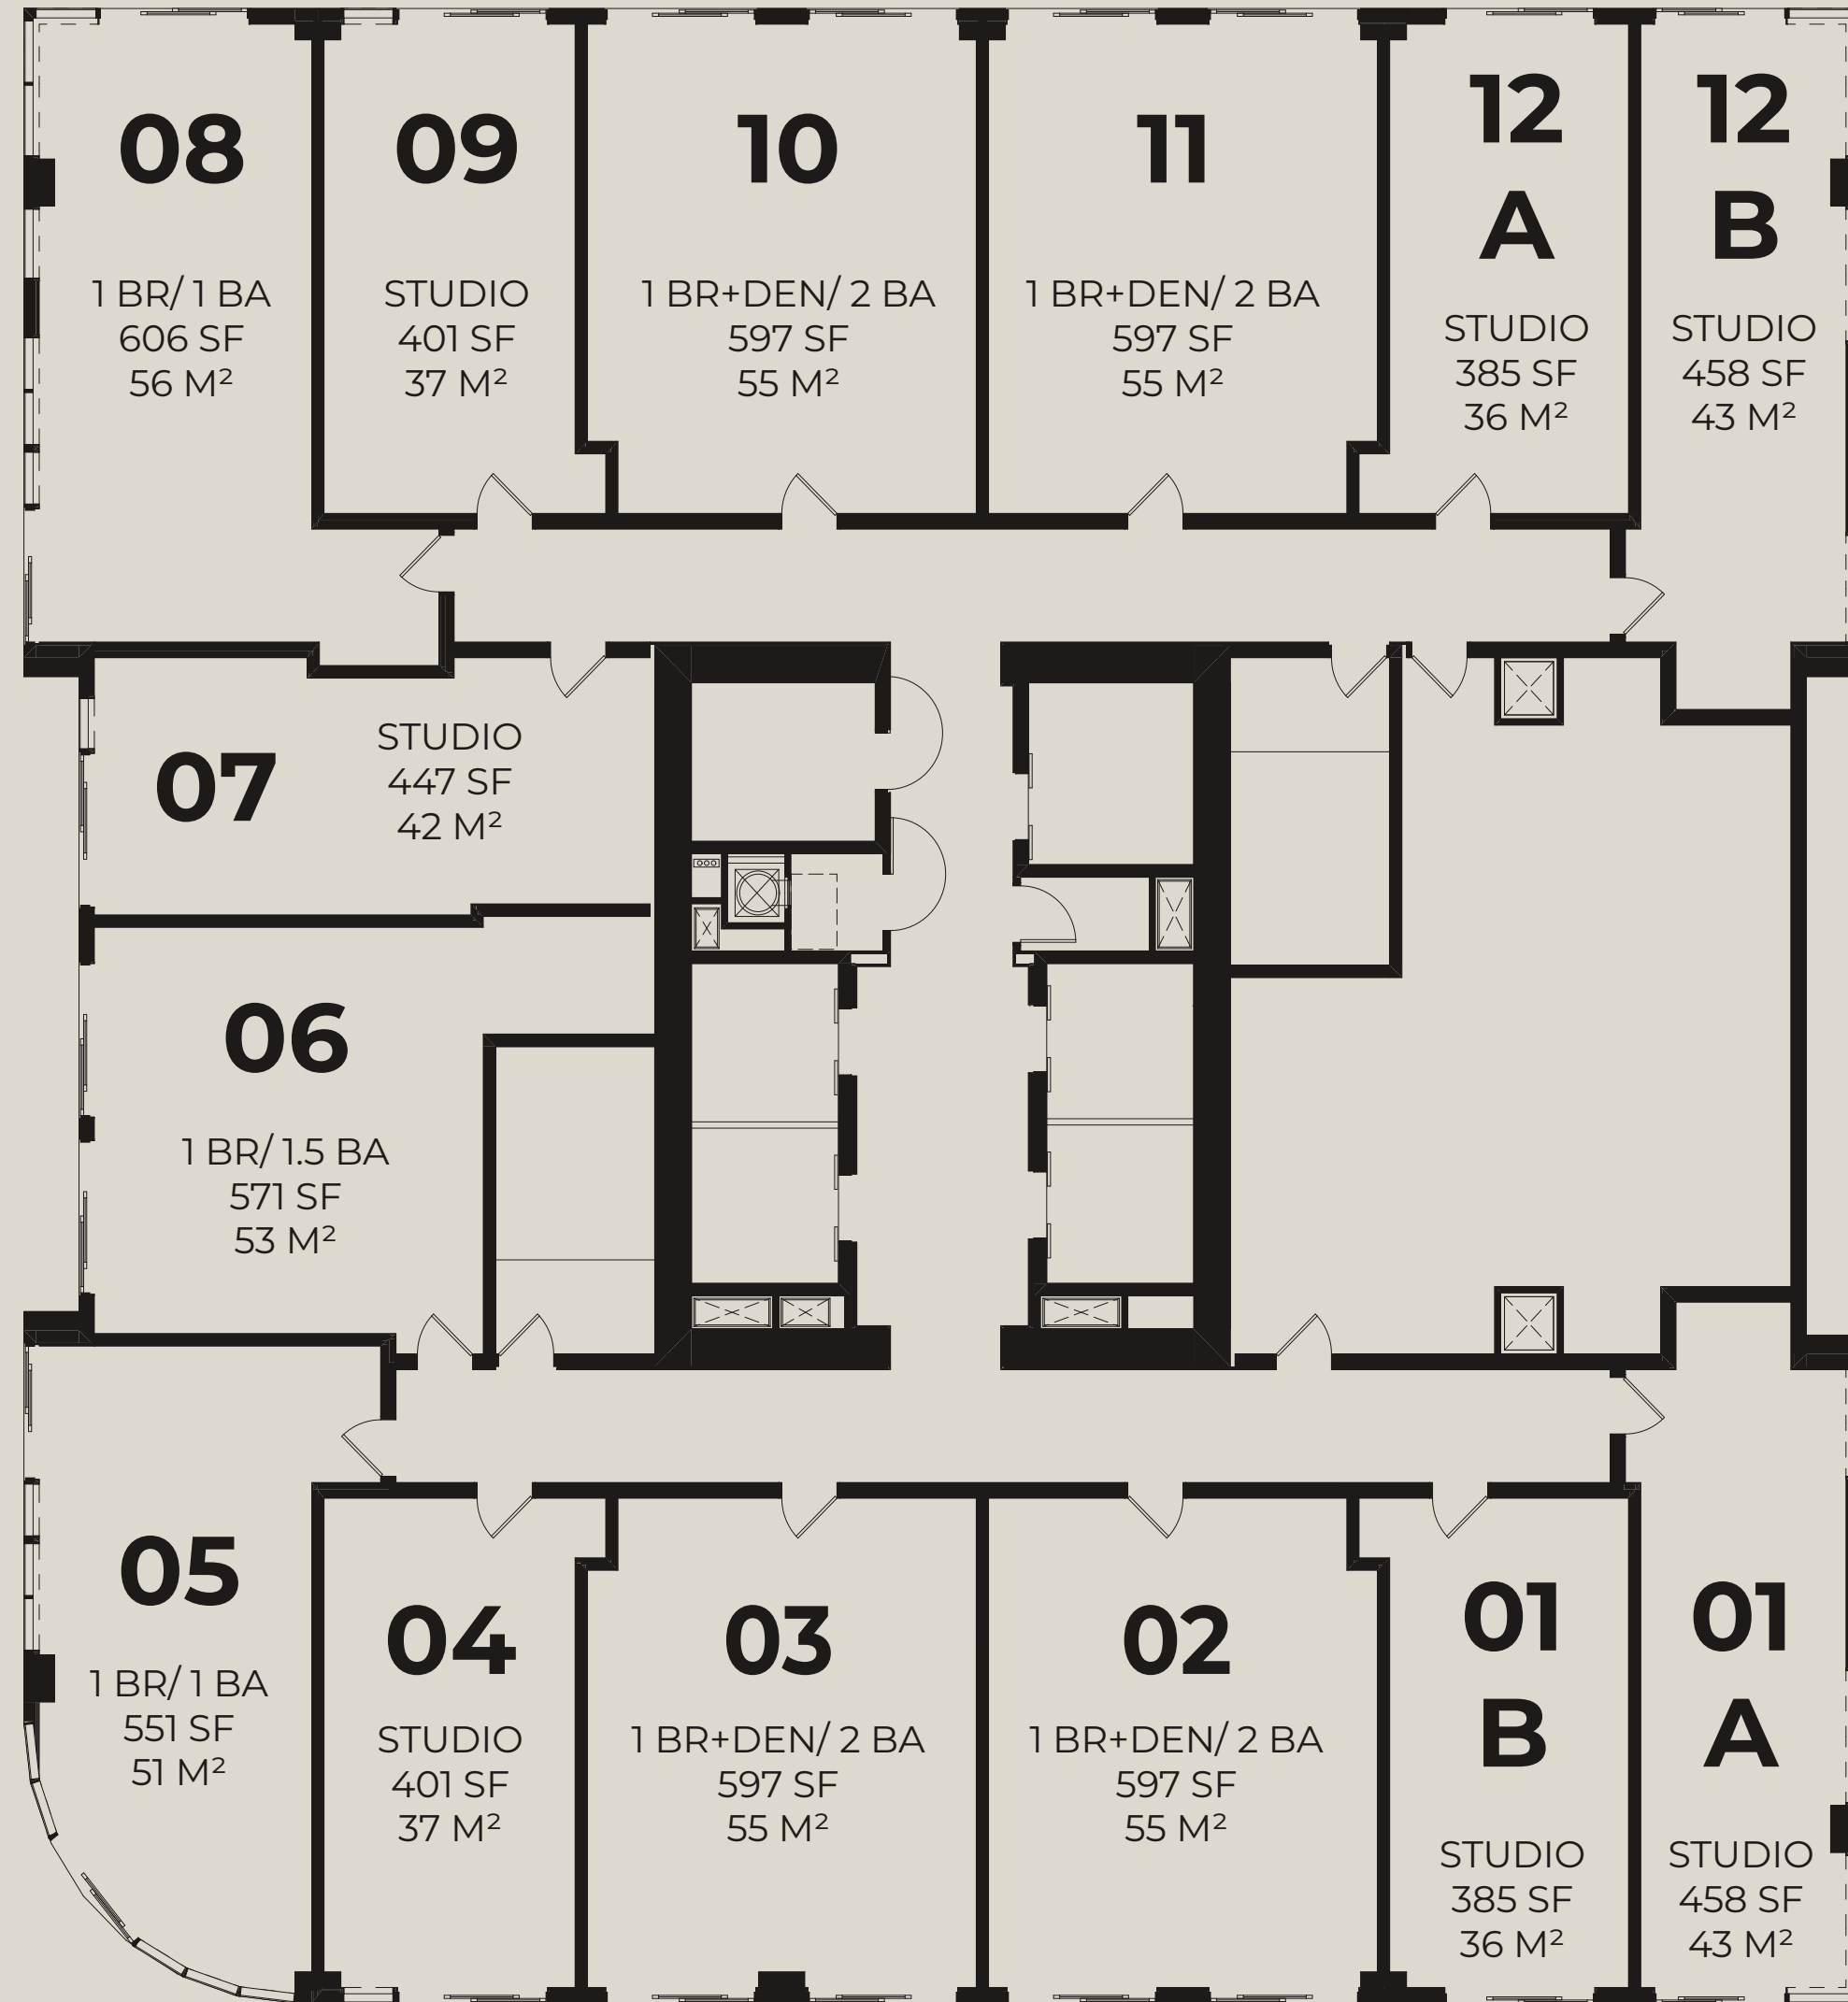 08
1 BR/ 1 BA
606 SF
56 M²
09
STUDIO
401 SF
37 M²
10
1 BR+DEN/ 2 BA
597 SF
55 M²
11
1 BR+DEN/ 2 BA
597 SF
55 M²
12
A
STUDIO
385 SF
36 M²
12
B
STUDIO
458 SF
43 M²
07
STUDIO
447 SF
42 M²
06
1 BR/ 1.5 BA
571 SF
53 M²
05
1 BR/ 1 BA
551 SF
51 M²
04
STUDIO
401 SF
37 M²
03
1 BR+DEN/ 2 BA
597 SF
55 M²
02
1 BR+DEN/ 2 BA
597 SF
55 M²
01
B
STUDIO
385 SF
36 M²
01
A
STUDIO
458 SF
43 M²